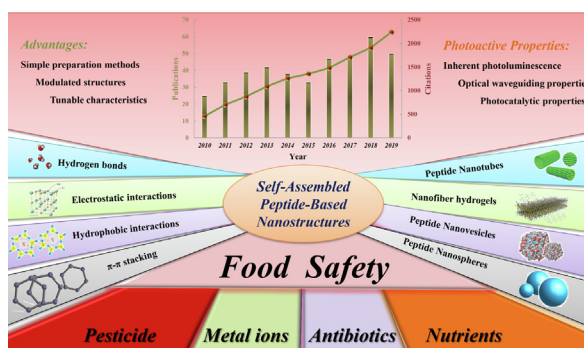 Advantages:
Simple preparation methods
Modulated structures
Tunable characteristics
Publications
70
60
50
40
30
20
10
0
2010 2011 2012 2013 2014 2015 2016 2017 2018 2019
Year
2500
2000
1500
1000
500
0
Citations
Photoactive Properties:
Inherent photoluminescence
Optical waveguiding propertie
Photocatalytic properties
Hydrogen bonds
Electrostatic interactions
Hydrophobic interactions
π-π stacking
Self-Assembled
Peptide-Based
Nanostructures
Peptide Nanotubes
Nanofiber hydrogels
Peptide Nanovesicles
Peptide Nanospheres
Food Safety
Pesticide
Metal ions
Antibiotics
Nutrients